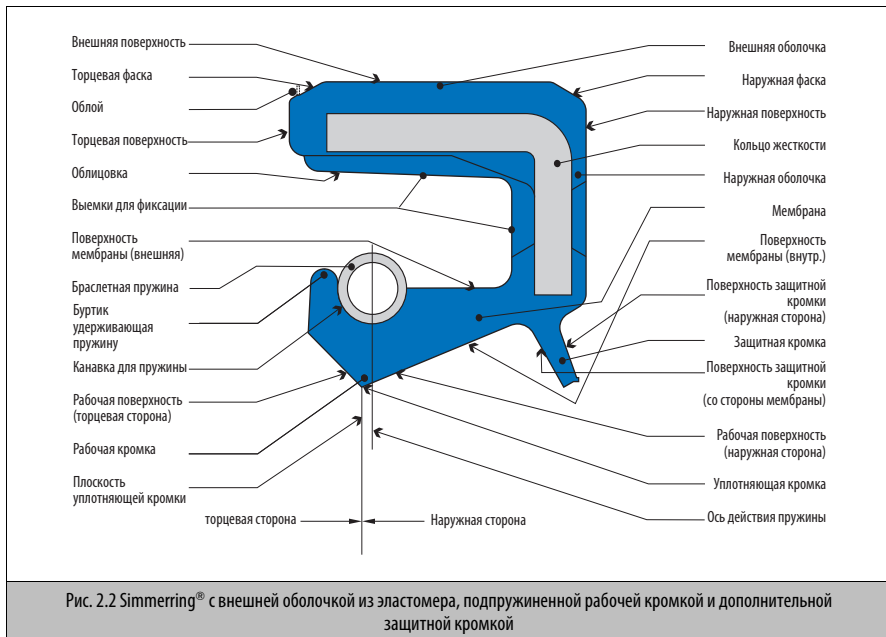 Внешняя поверхность
Торцевая фаска
Облой
Торцевая поверхность
Облицовка
Выемки для фиксации
Поверхность
мембраны (внешняя)
Браслетная пружина
Буртик
удерживающая
пружину
Канавка для пружины
Рабочая поверхность
(торцевая сторона)
Рабочая кромка
Плоскость
уплотняющей кромки
торцевая сторона
Наружная сторона
Внешняя оболочка
Наружная фаска
Наружная поверхность
Кольцо жесткости
Наружная оболочка
Мембрана
Поверхность
мембраны (внутр.)
Поверхность защитной
кромки
(наружная сторона)
Защитная кромка
Поверхность защитной
кромки
(со стороны мембраны)
Рабочая поверхность
(наружная сторона)
Уплотняющая кромка
Ось действия пружины
Рис. 2.2 Simmerring® с внешней оболочкой из эластомера, подпружиненной рабочей кромкой и дополнительной
защитной кромкой